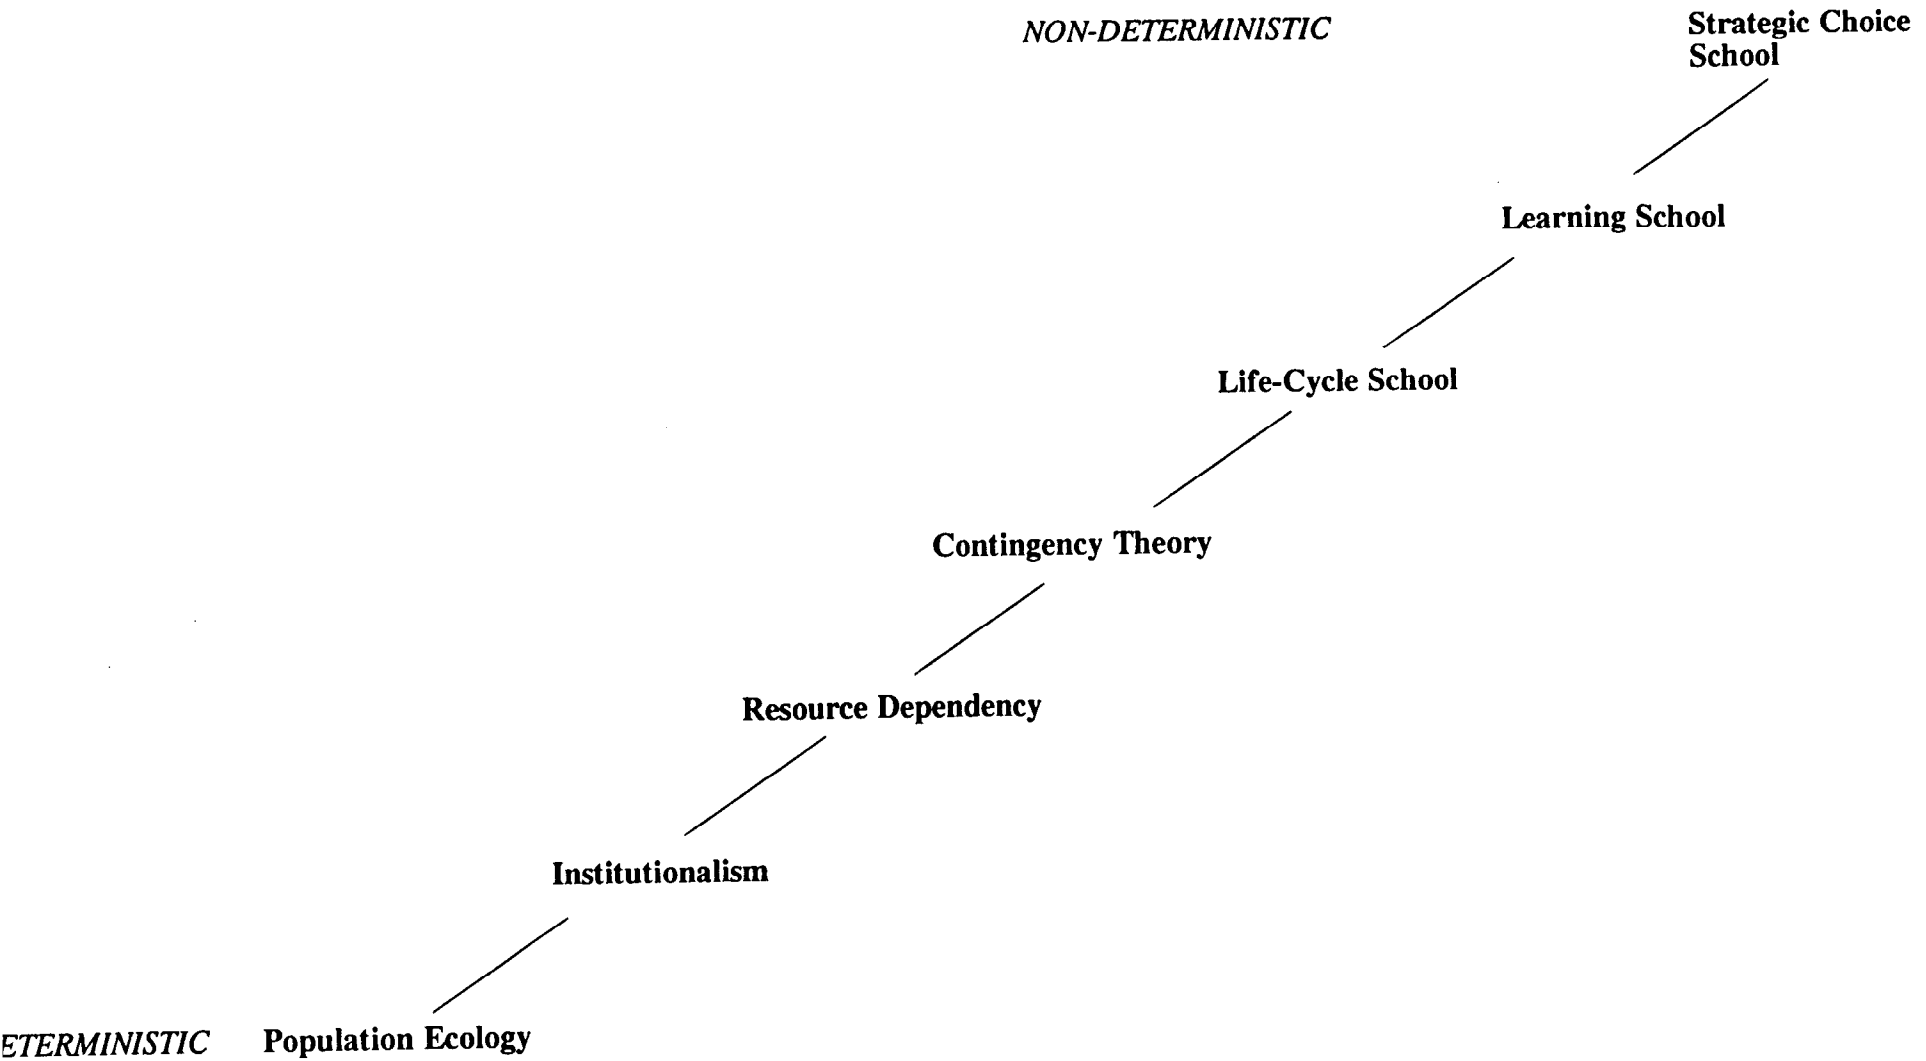 NON-DETERMINISTIC
Strategic Choice
School
Learning School
Life-Cycle School
Contingency Theory
Resource Dependency
Institutionalism
ETERMINISTIC
Population Ecology